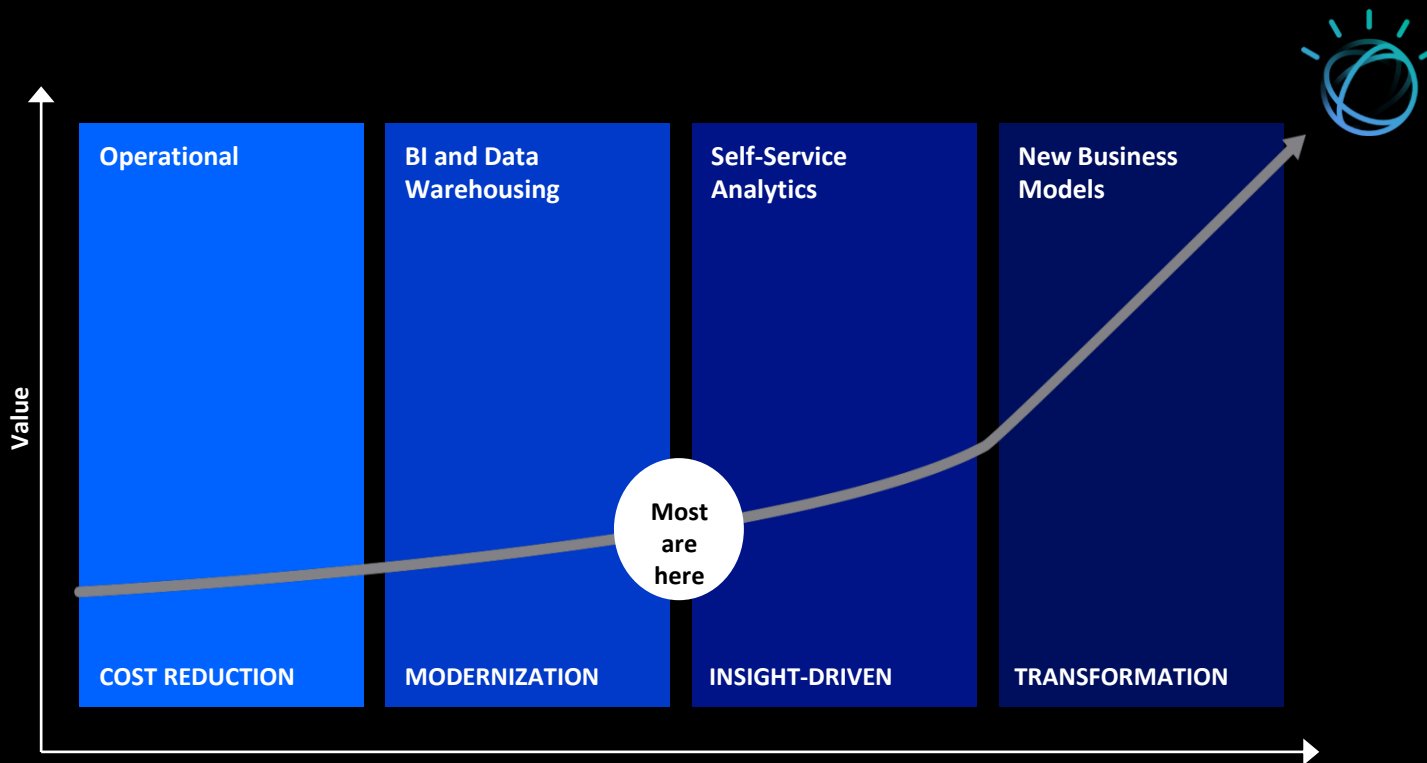 Operational
BI and Data
Warehousing
Self-Service
Analytics
New Business
Models
Value
Most
are
here
COST REDUCTION
MODERNIZATION
INSIGHT-DRIVEN
TRANSFORMATION